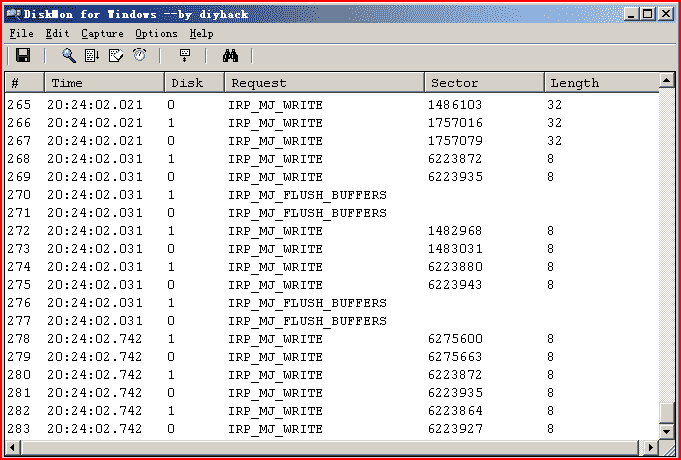 DiskMon for Windows --by diyhack
File Edit Capture Options Help
# Time Disk Request Sector Length
265 20:24:02.021 0 IRP_MJ_WRITE 1486103 32
266 20:24:02.021 1 IRP_MJ_WRITE 1757016 32
267 20:24:02.021 0 IRP_MJ_WRITE 1757079 32
268 20:24:02.031 1 IRP_MJ_WRITE 6223872 8
269 20:24:02.031 0 IRP_MJ_WRITE 6223935 8
270 20:24:02.031 1 IRP_MJ_FLUSH_BUFFERS
271 20:24:02.031 0 IRP_MJ_FLUSH_BUFFERS
272 20:24:02.031 1 IRP_MJ_WRITE 1482968 8
273 20:24:02.031 0 IRP_MJ_WRITE 1483031 8
274 20:24:02.031 1 IRP_MJ_WRITE 6223880 8
275 20:24:02.031 0 IRP_MJ_WRITE 6223943 8
276 20:24:02.031 1 IRP_MJ_FLUSH_BUFFERS
277 20:24:02.031 0 IRP_MJ_FLUSH_BUFFERS
278 20:24:02.742 1 IRP_MJ_WRITE 6275600 8
279 20:24:02.742 0 IRP_MJ_WRITE 6275663 8
280 20:24:02.742 1 IRP_MJ_WRITE 6223872 8
281 20:24:02.742 0 IRP_MJ_WRITE 6223935 8
282 20:24:02.742 1 IRP_MJ_WRITE 6223864 8
283 20:24:02.742 0 IRP_MJ_WRITE 6223927 8